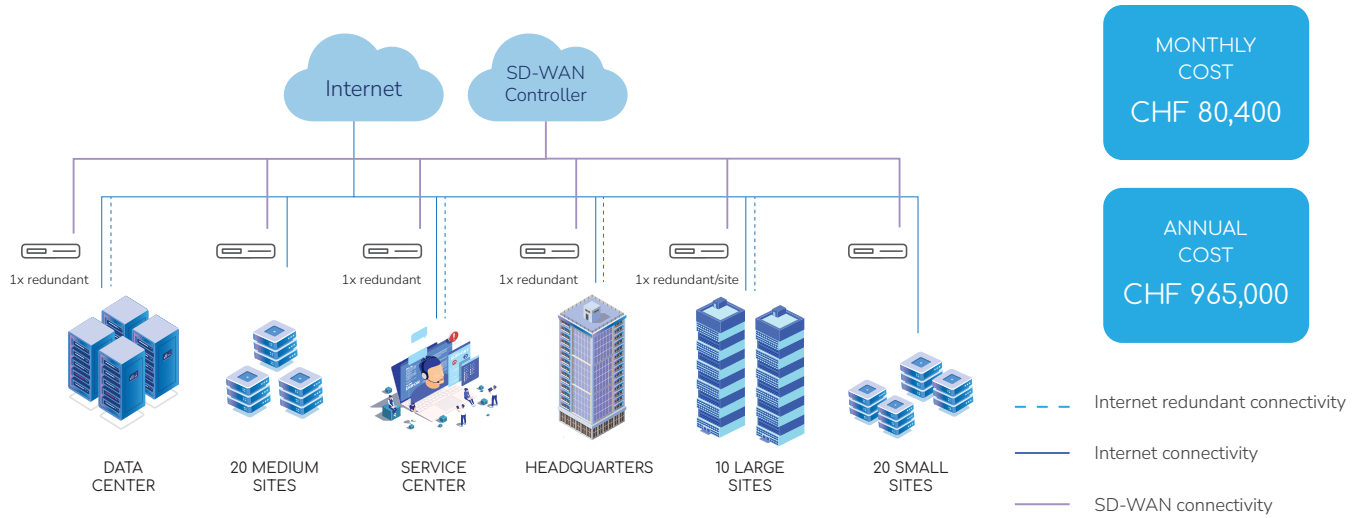 Internet
SD-WAN
Controller
MONTHLY
COST
CHF 80,400
ANNUAL
COST
CHF 965,000
1x redundant
1x redundant
1x redundant
1x redundant/site
DATA
CENTER
20 MEDIUM
SITES
SERVICE
CENTER
HEADQUARTERS
10 LARGE
SITES
20 SMALL
SITES
Internet redundant connectivity
Internet connectivity
SD-WAN connectivity